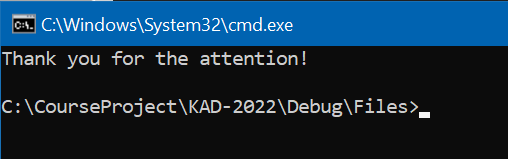 C:\Windows\System32\cmd.exe
Thank you for the attention!
C:\CourseProject\KAD-2022\Debug\Files>